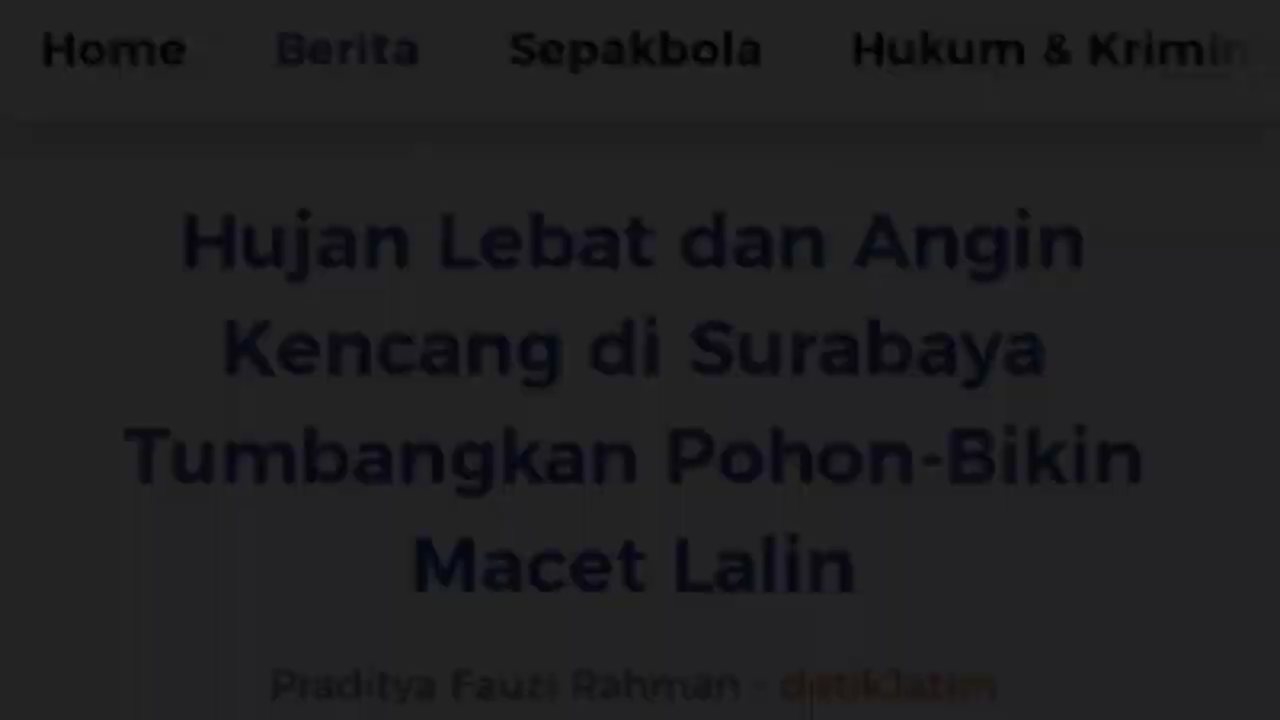 Home Berita Sepakbola Hukum & Krimin
Hujan Lebat dan Angin
Kencang di Surabaya
Tumbangkan Pohon-Bikin
Macet Lalin
Praditya Fauzi Rahman - detikJatim